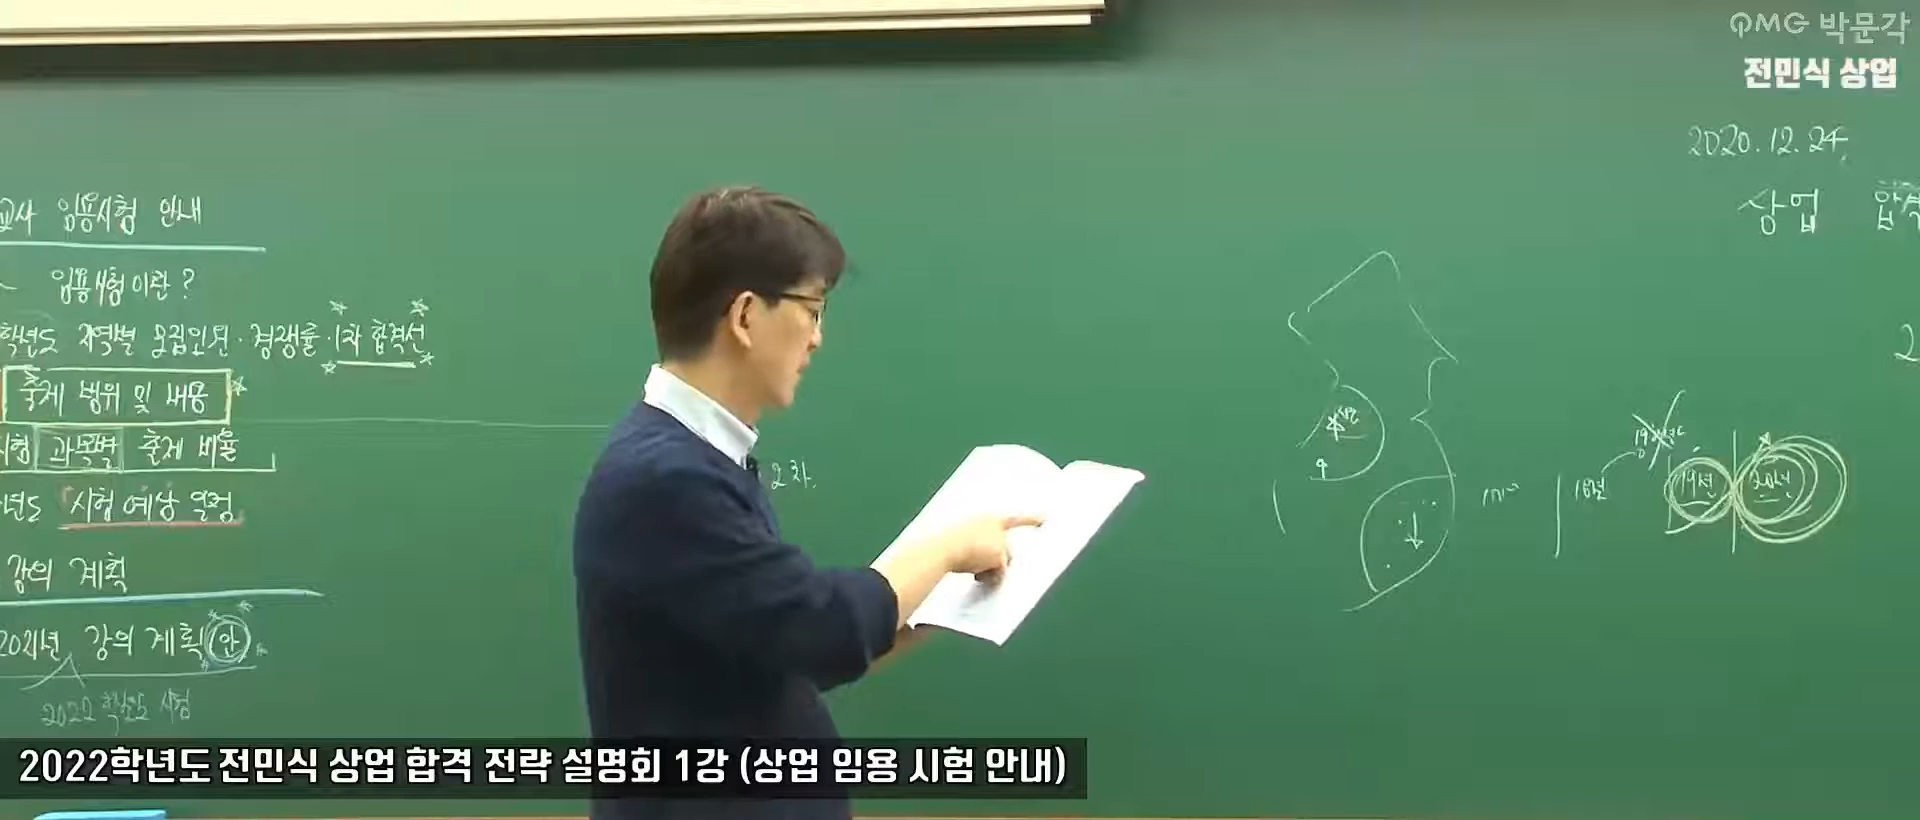 PMG 박문각
전민식 상업
2020.12.24.
상업 합격
교사 임용시험 안내
임용시험이란?
학년도 지역별 모집인원·경쟁률·1차 합격선
출제 범위 및 내용
시험 과목별 출제 비율
년도 시험 예상 일정
강의 계획
2021년 강의 계획(안)
2022 학년도 시험
2차.
18년
19년
20년
2022학년도 전민식 상업 합격 전략 설명회 1강 (상업 임용 시험 안내)